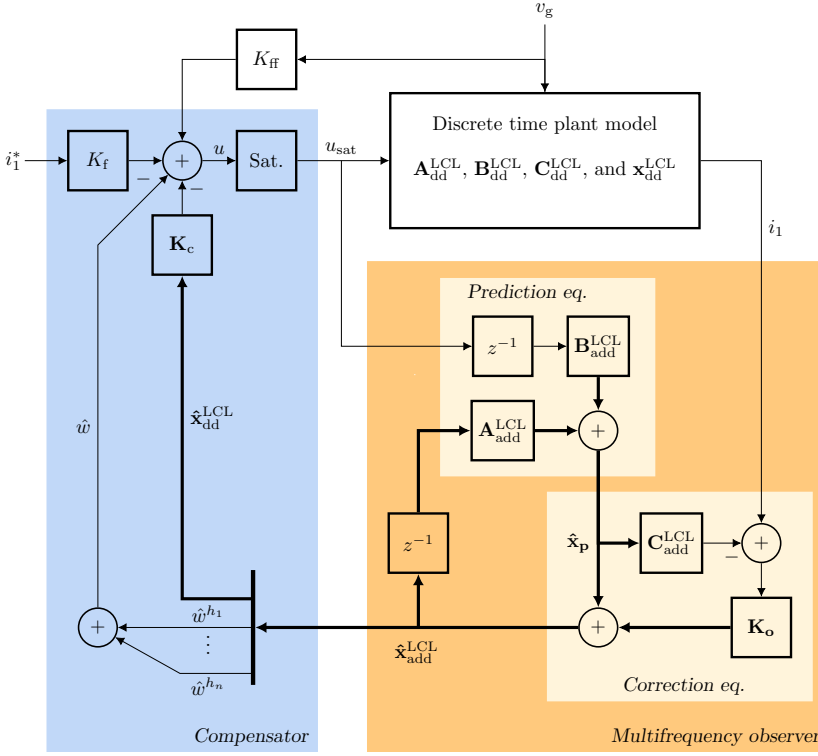 v_g
K_ff
Discrete time plant model
i_1^*
K_f
+
u
Sat.
u_sat
A_dd^LCL, B_dd^LCL, C_dd^LCL, and x_dd^LCL
−
−
K_c
i_1
Prediction eq.
z^−1
B_add^LCL
ŵ
x̂_dd^LCL
A_add^LCL
+
z^−1
x̂_p
C_add^LCL
+
−
ŵ^h_1
+
⋮
+
K_o
x̂_add^LCL
ŵ^h_n
Correction eq.
Compensator
Multifrequency observer